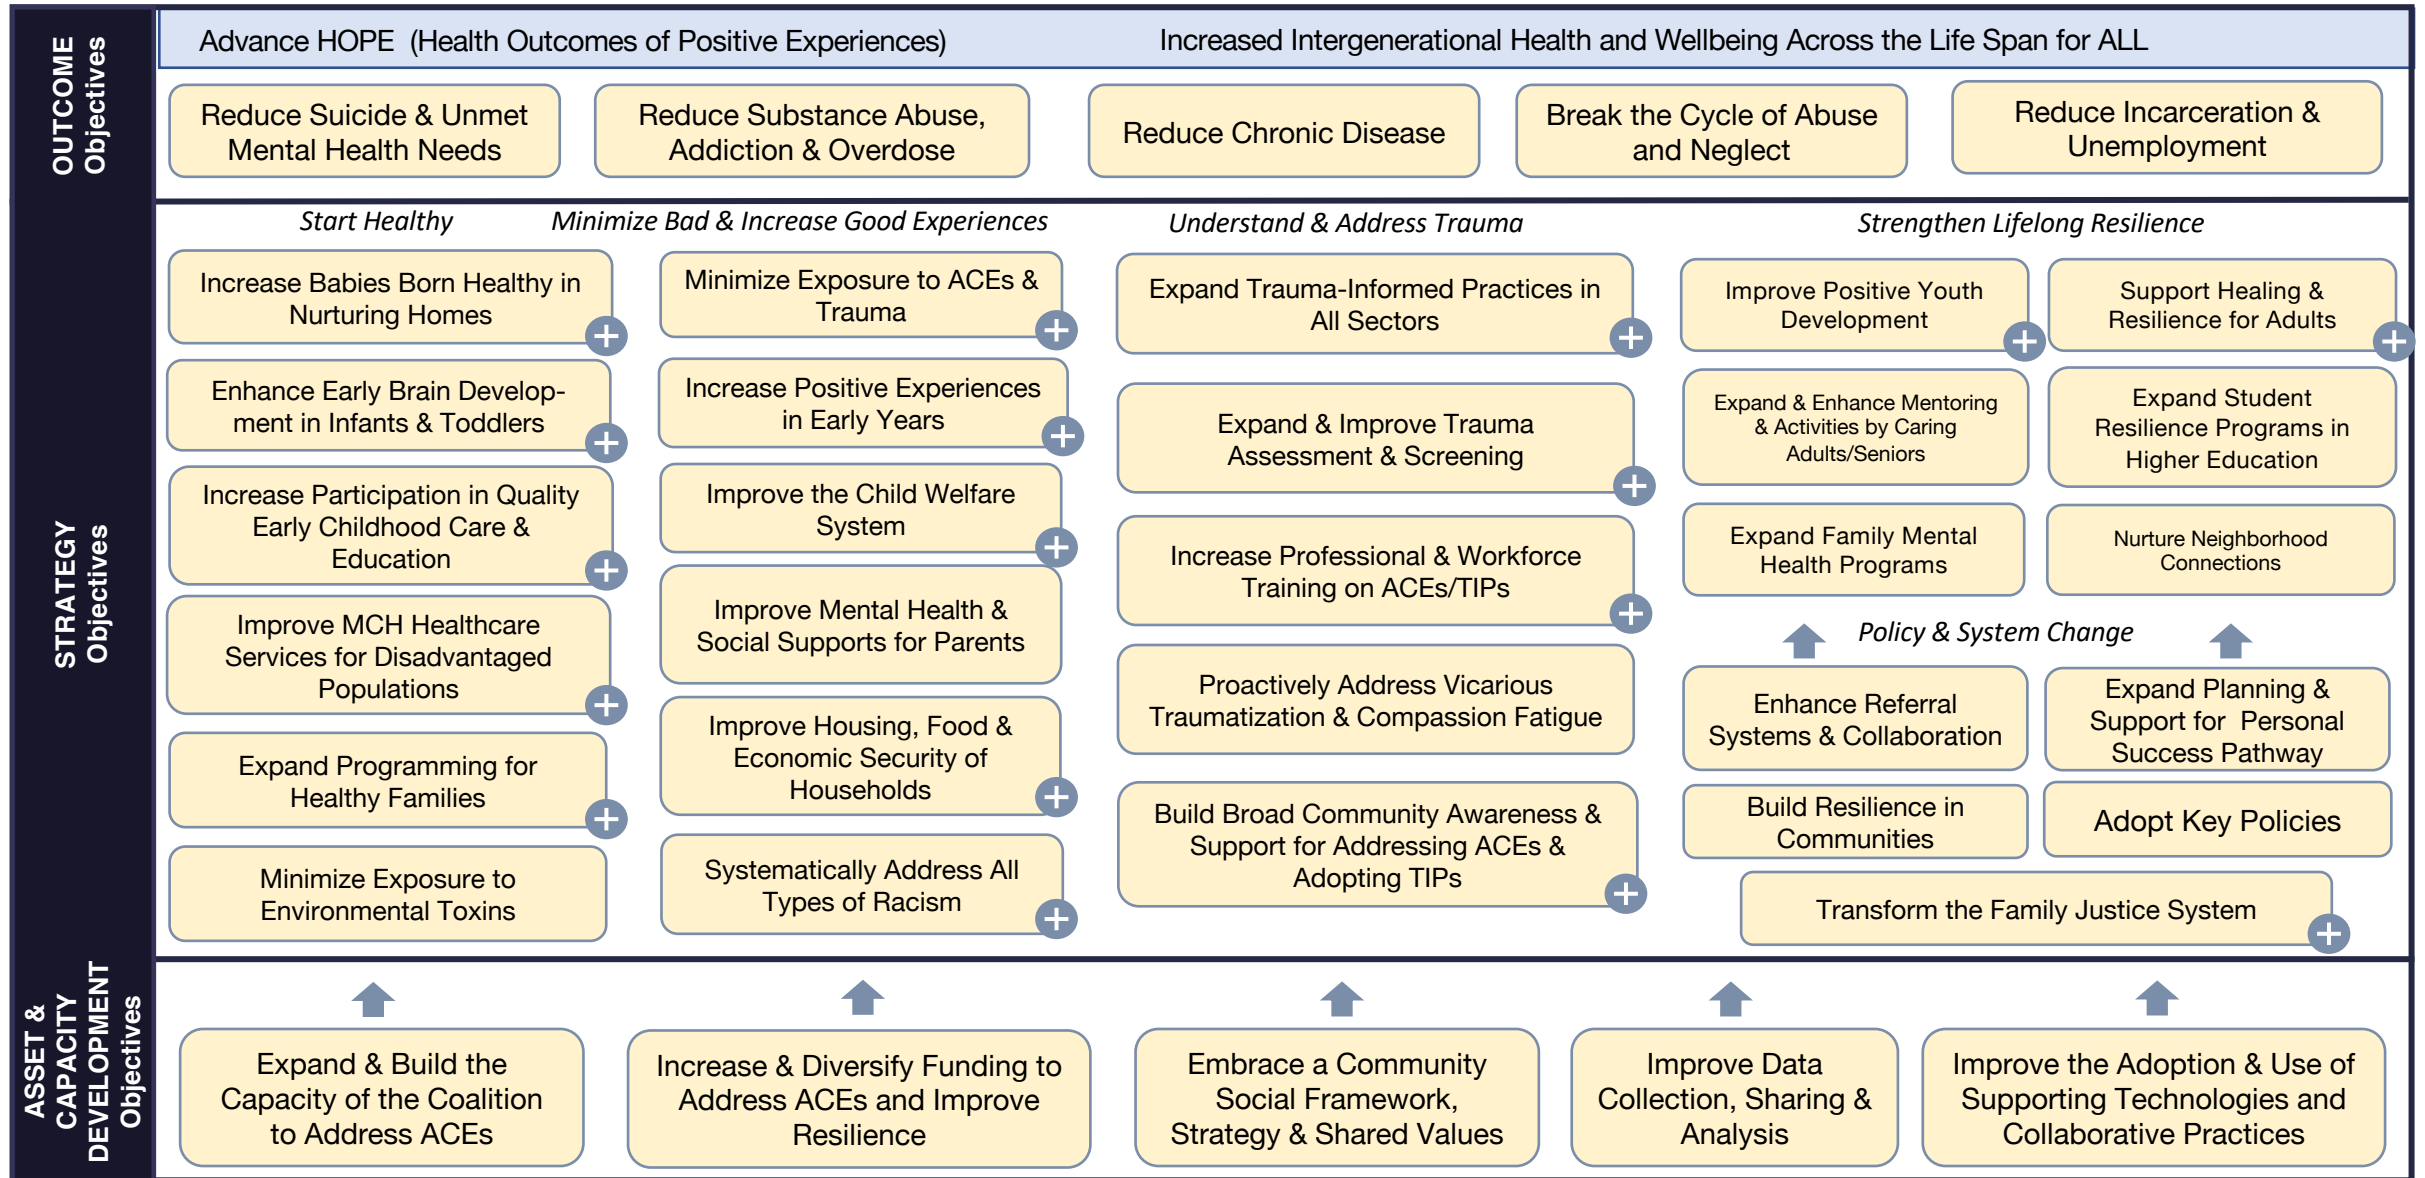 OUTCOME
Objectives
Advance HOPE (Health Outcomes of Positive Experiences)
Increased Intergenerational Health and Wellbeing Across the Life Span for ALL
Reduce Suicide & Unmet
Mental Health Needs
Reduce Substance Abuse,
Addiction & Overdose
Reduce Chronic Disease
Break the Cycle of Abuse
and Neglect
Reduce Incarceration &
Unemployment
STRATEGY
Objectives
Start Healthy
Increase Babies Born Healthy in
Nurturing Homes
+
Enhance Early Brain Develop-
ment in Infants & Toddlers
+
Increase Participation in Quality
Early Childhood Care &
Education
+
Improve MCH Healthcare
Services for Disadvantaged
Populations
+
Expand Programming for
Healthy Families
+
Minimize Exposure to
Environmental Toxins
Minimize Bad & Increase Good Experiences
Minimize Exposure to ACEs &
Trauma
+
Increase Positive Experiences
in Early Years
+
Improve the Child Welfare
System
+
Improve Mental Health &
Social Supports for Parents
Improve Housing, Food &
Economic Security of
Households
+
Systematically Address All
Types of Racism
+
Understand & Address Trauma
Expand Trauma-Informed Practices in
All Sectors
+
Expand & Improve Trauma
Assessment & Screening
+
Increase Professional & Workforce
Training on ACEs/TIPs
+
Proactively Address Vicarious
Traumatization & Compassion Fatigue
Build Broad Community Awareness &
Support for Addressing ACEs &
Adopting TIPs
+
Strengthen Lifelong Resilience
Improve Positive Youth
Development
+
Support Healing &
Resilience for Adults
+
Expand & Enhance Mentoring
& Activities by Caring
Adults/Seniors
Expand Student
Resilience Programs in
Higher Education
Expand Family Mental
Health Programs
Nurture Neighborhood
Connections
Policy & System Change
Enhance Referral
Systems & Collaboration
Expand Planning &
Support for Personal
Success Pathway
Build Resilience in
Communities
Adopt Key Policies
Transform the Family Justice System
+
ASSET &
CAPACITY
DEVELOPMENT
Objectives
Expand & Build the
Capacity of the Coalition
to Address ACEs
Increase & Diversify Funding to
Address ACEs and Improve
Resilience
Embrace a Community
Social Framework,
Strategy & Shared Values
Improve Data
Collection, Sharing &
Analysis
Improve the Adoption & Use of
Supporting Technologies and
Collaborative Practices